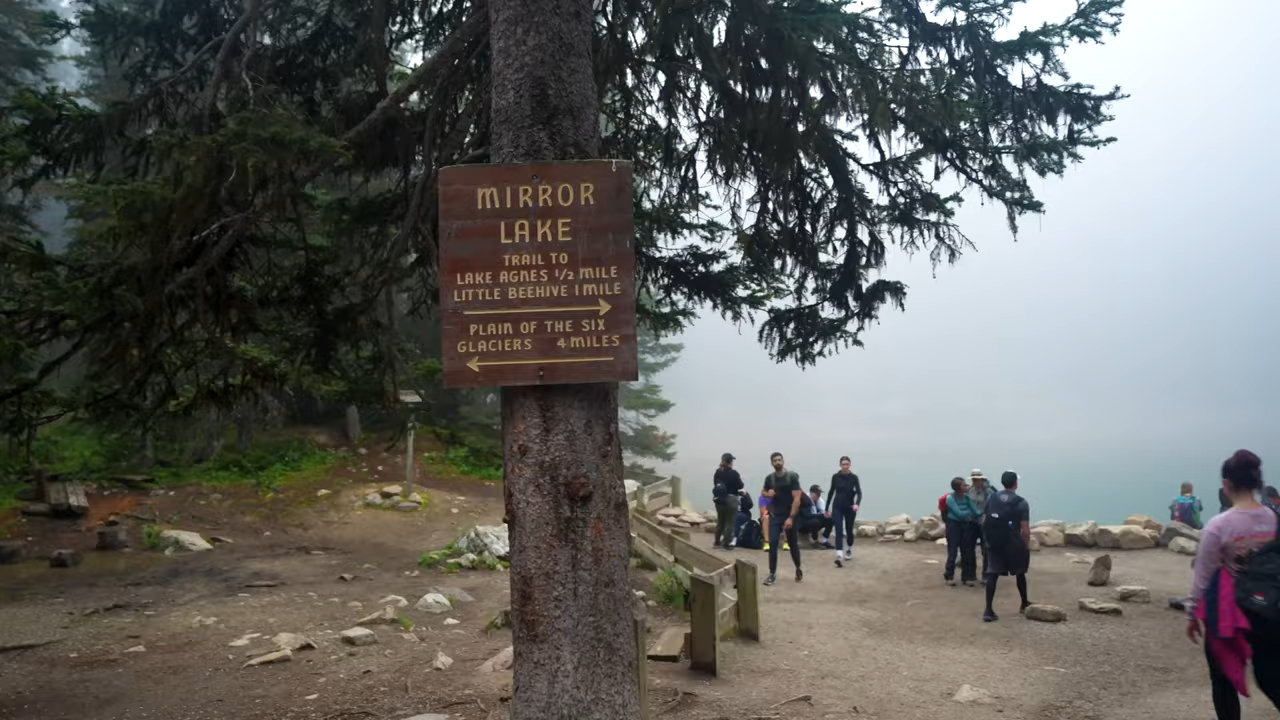 MIRROR
LAKE
TRAIL TO
LAKE AGNES 1/2 MILE
LITTLE BEEHIVE 1 MILE
PLAIN OF THE SIX
GLACIERS 4 MILES